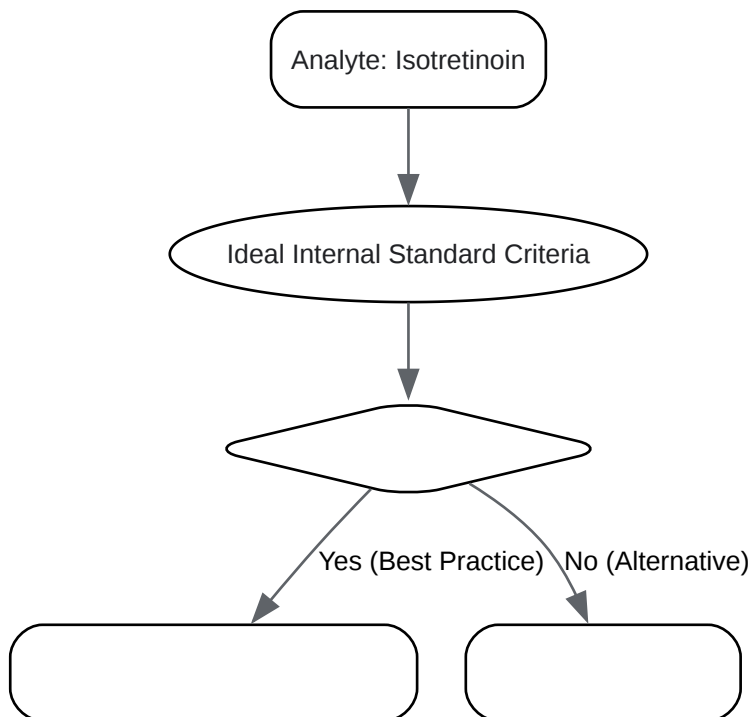 Analyte: Isotretinoin
Ideal Internal Standard Criteria
Yes (Best Practice)
No (Alternative)